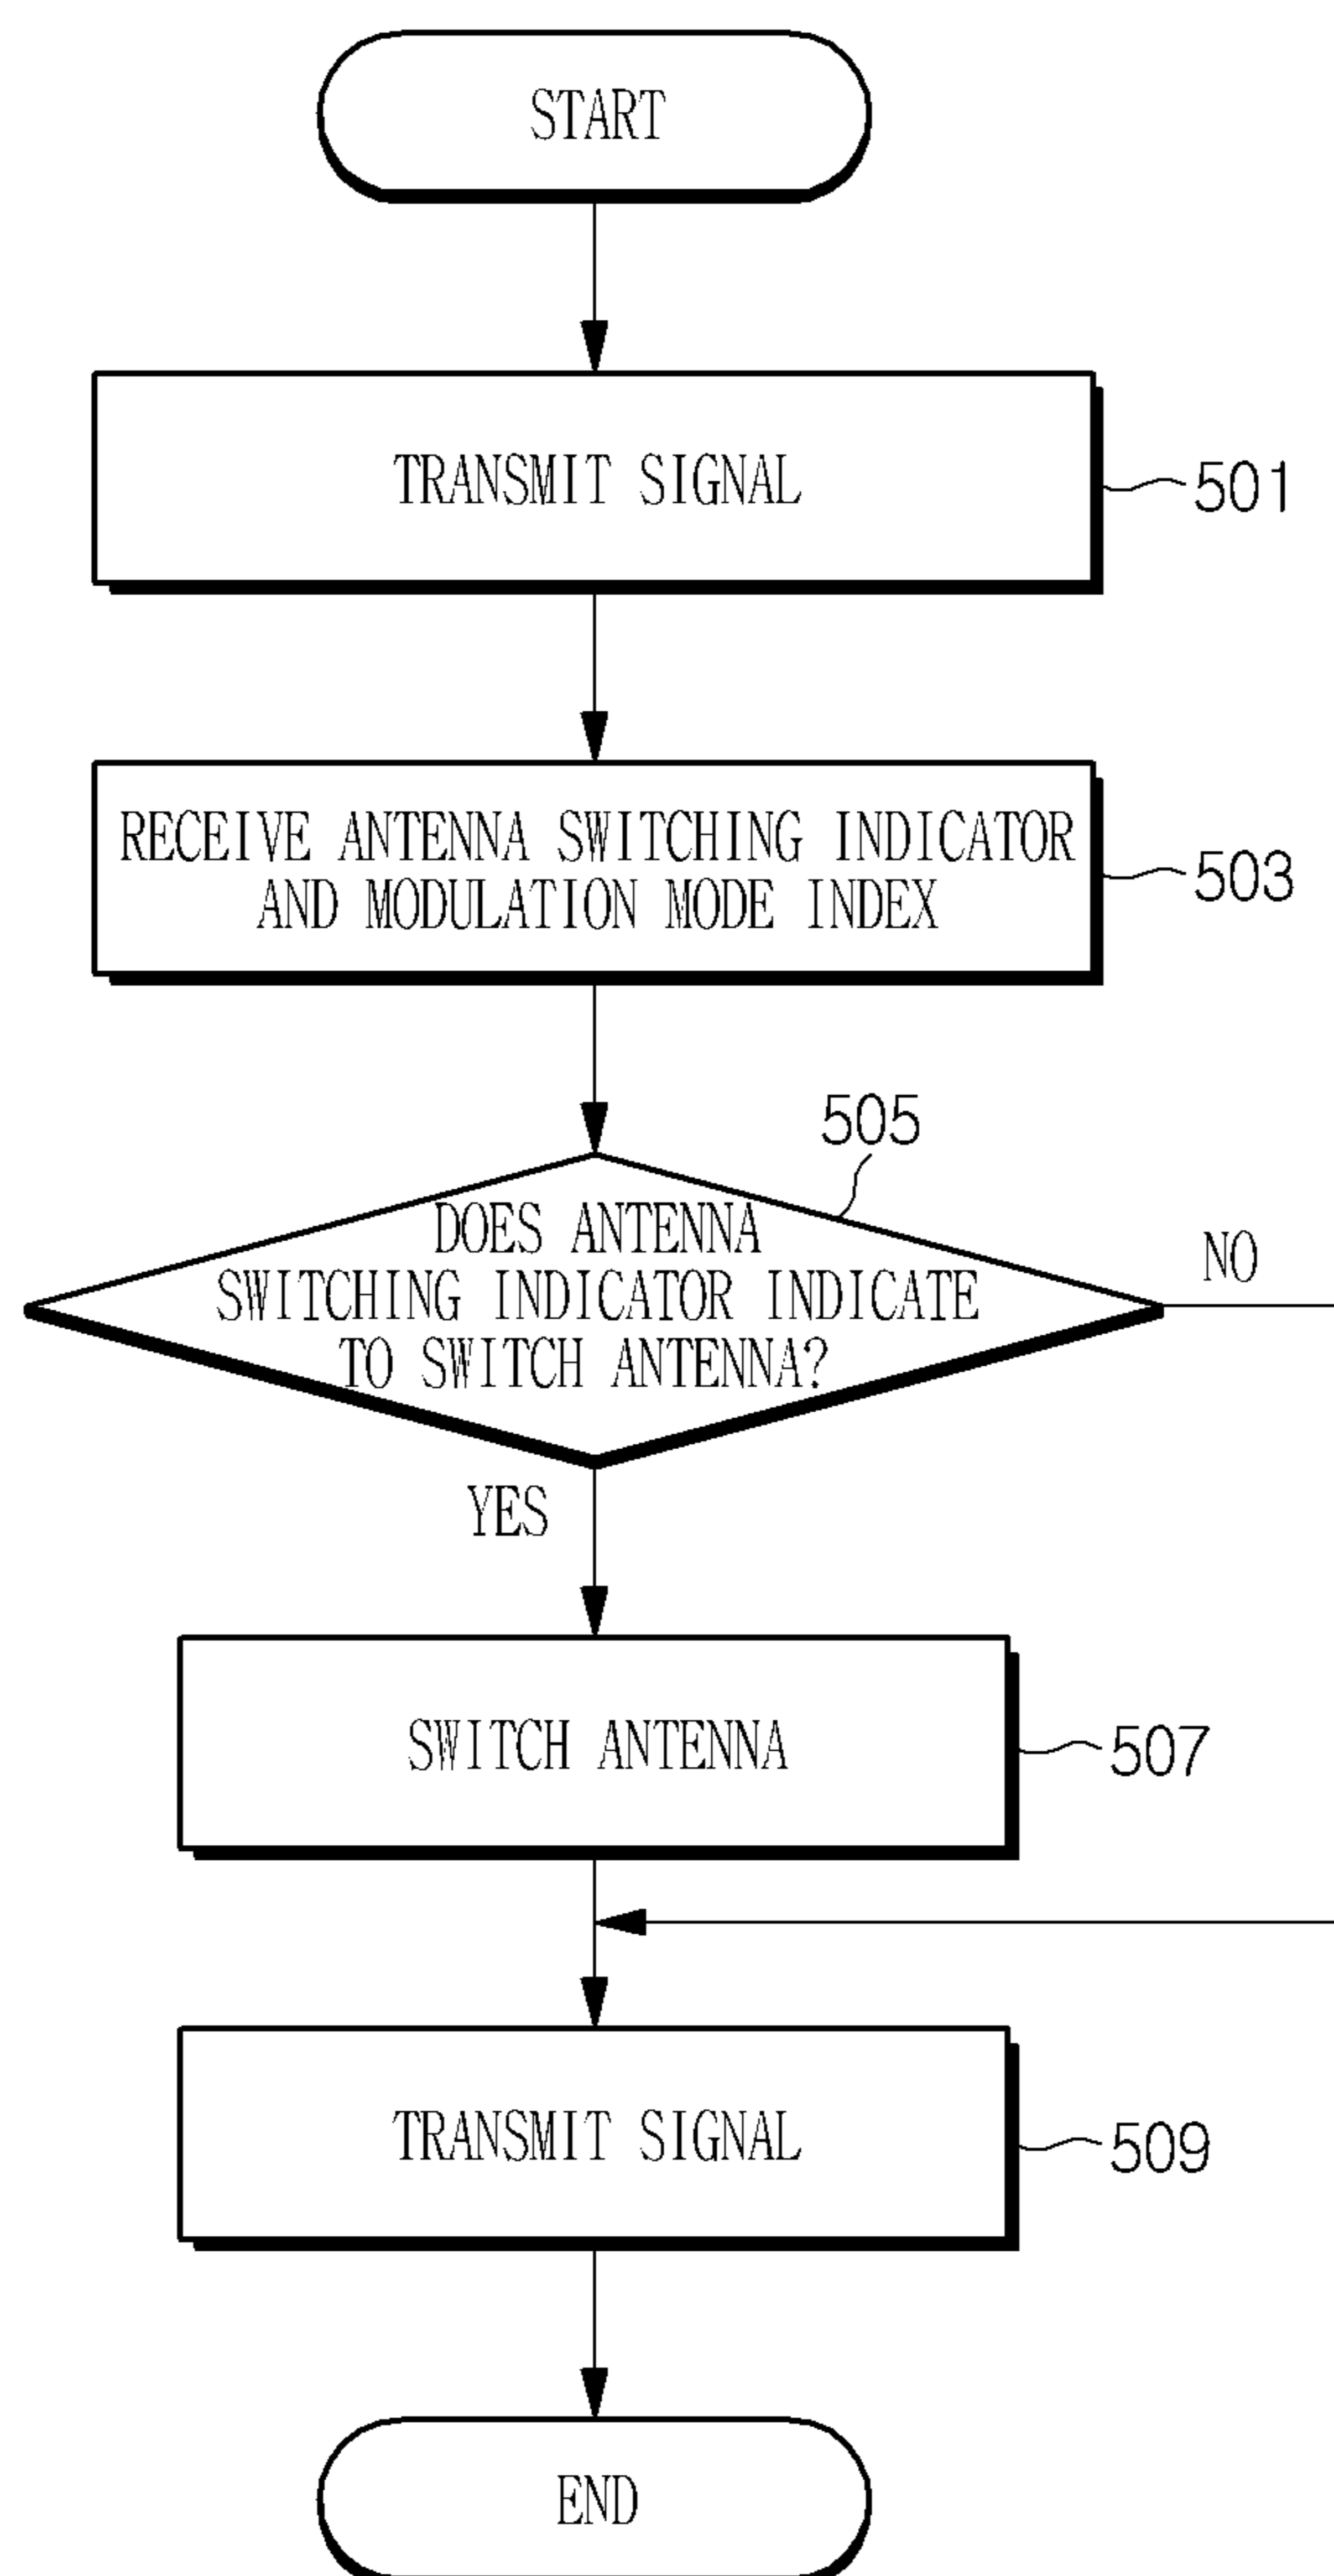 START
TRANSMIT SIGNAL
501
RECEIVE ANTENNA SWITCHING INDICATOR
AND MODULATION MODE INDEX
503
505
DOES ANTENNA
SWITCHING INDICATOR INDICATE
TO SWITCH ANTENNA?
NO
YES
SWITCH ANTENNA
507
TRANSMIT SIGNAL
509
END